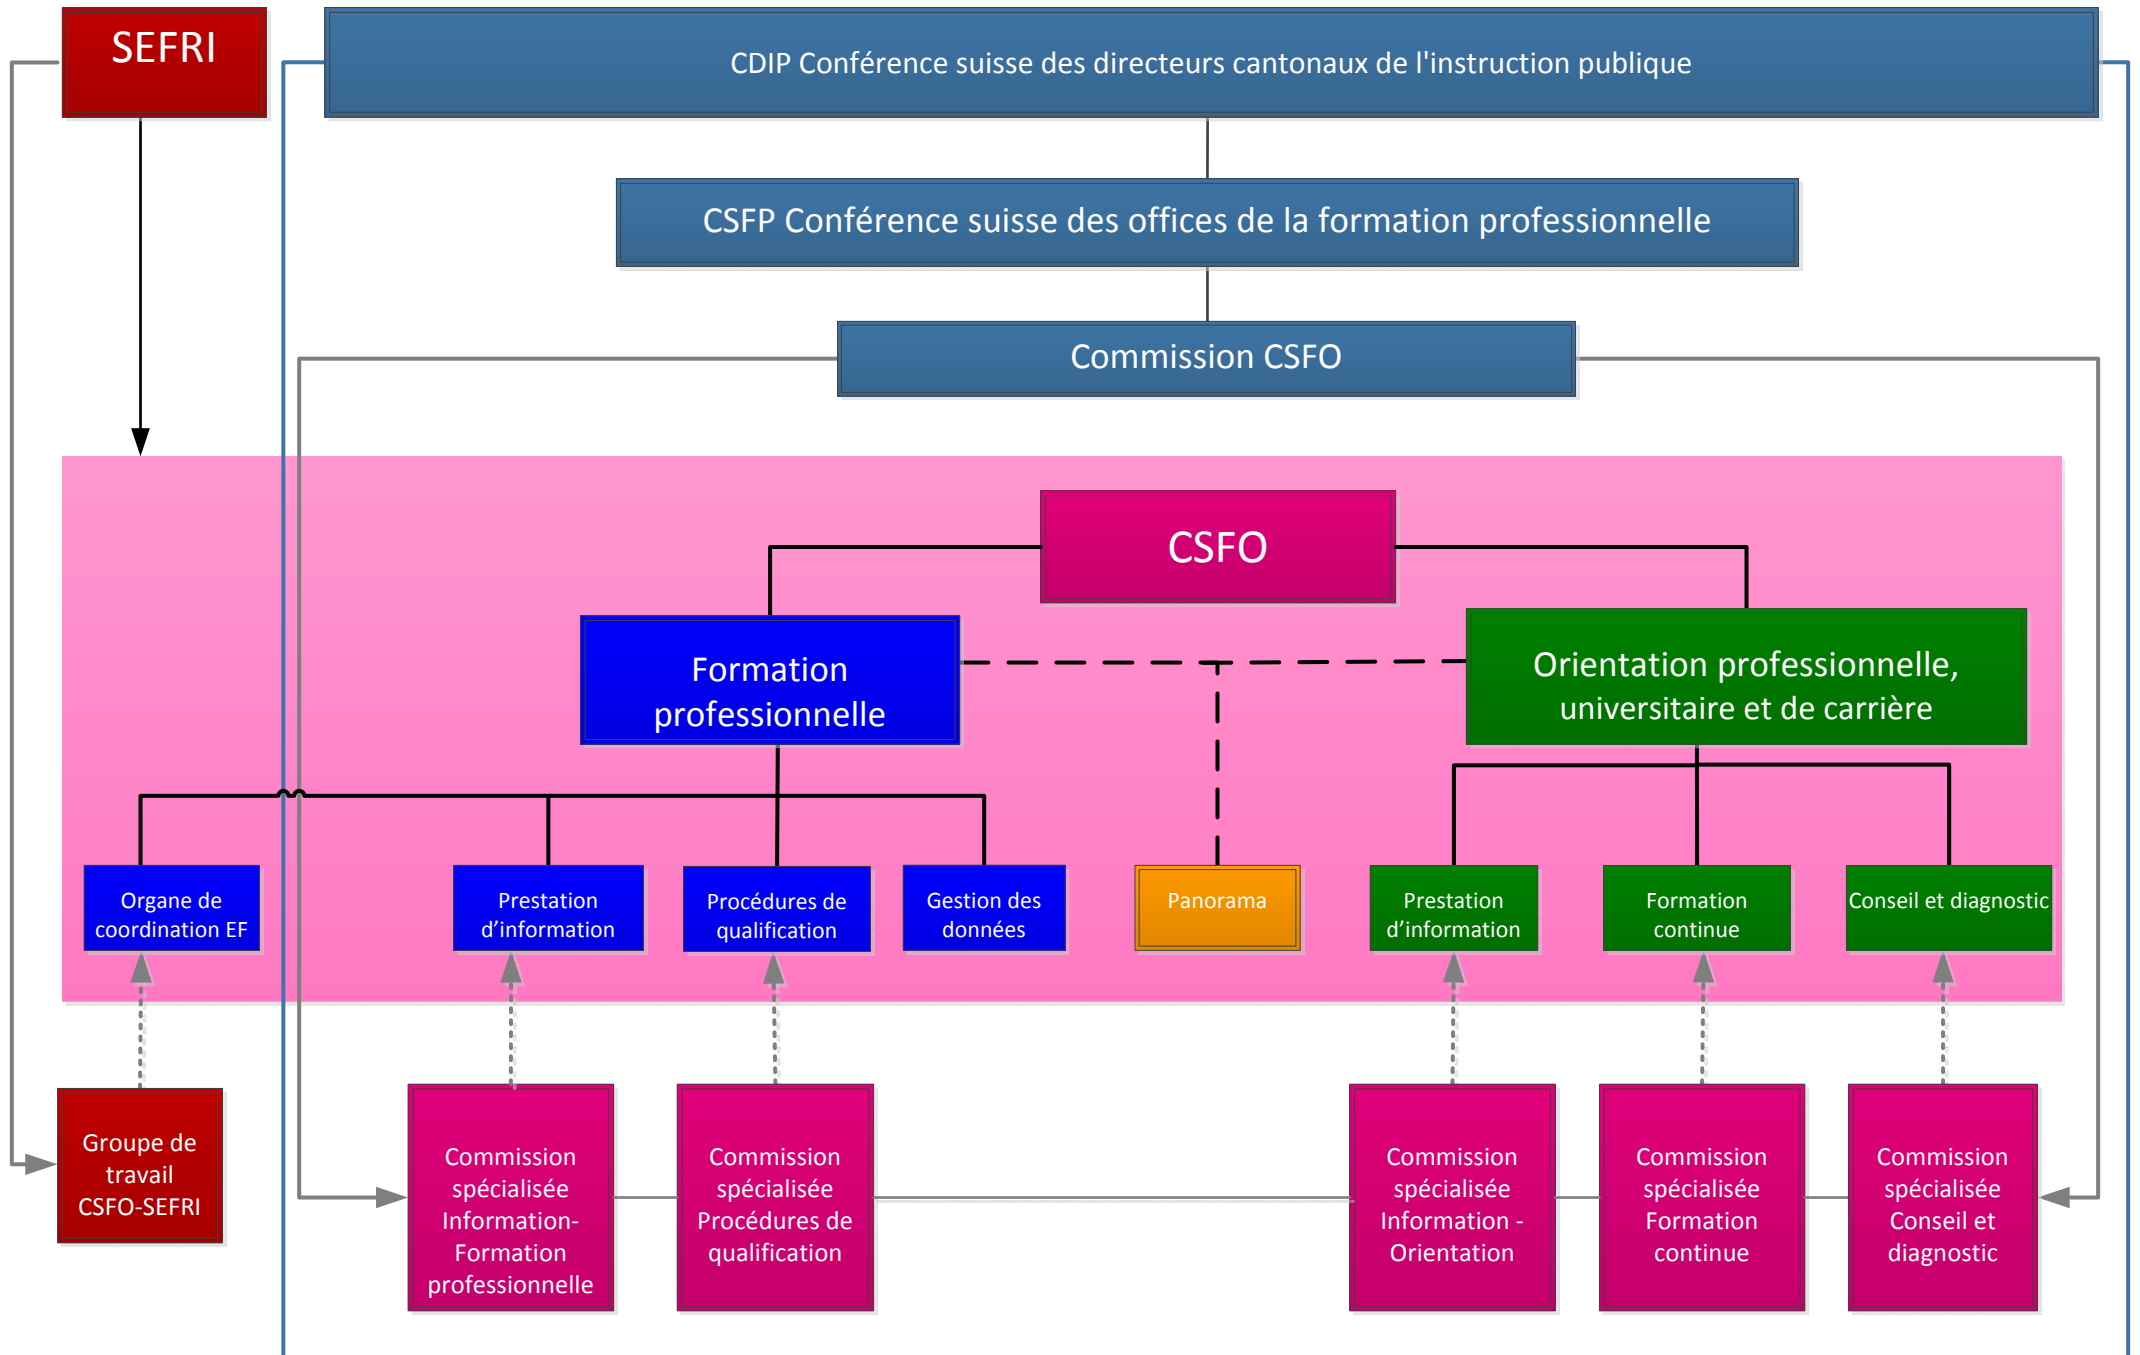 SEFRI
CDIP Conférence suisse des directeurs cantonaux de l'instruction publique
CSFP Conférence suisse des offices de la formation professionnelle
Commission CSFO
CSFO
Formation
professionnelle
Orientation professionnelle,
universitaire et de carrière
Organe de
coordination EF
Prestation
d’information
Procédures de
qualification
Gestion des
données
Panorama
Prestation
d’information
Formation
continue
Conseil et diagnostic
Groupe de
travail
CSFO-SEFRI
Commission
spécialisée
Information-
Formation
professionnelle
Commission
spécialisée
Procédures de
qualification
Commission
spécialisée
Information -
Orientation
Commission
spécialisée
Formation
continue
Commission
spécialisée
Conseil et
diagnostic